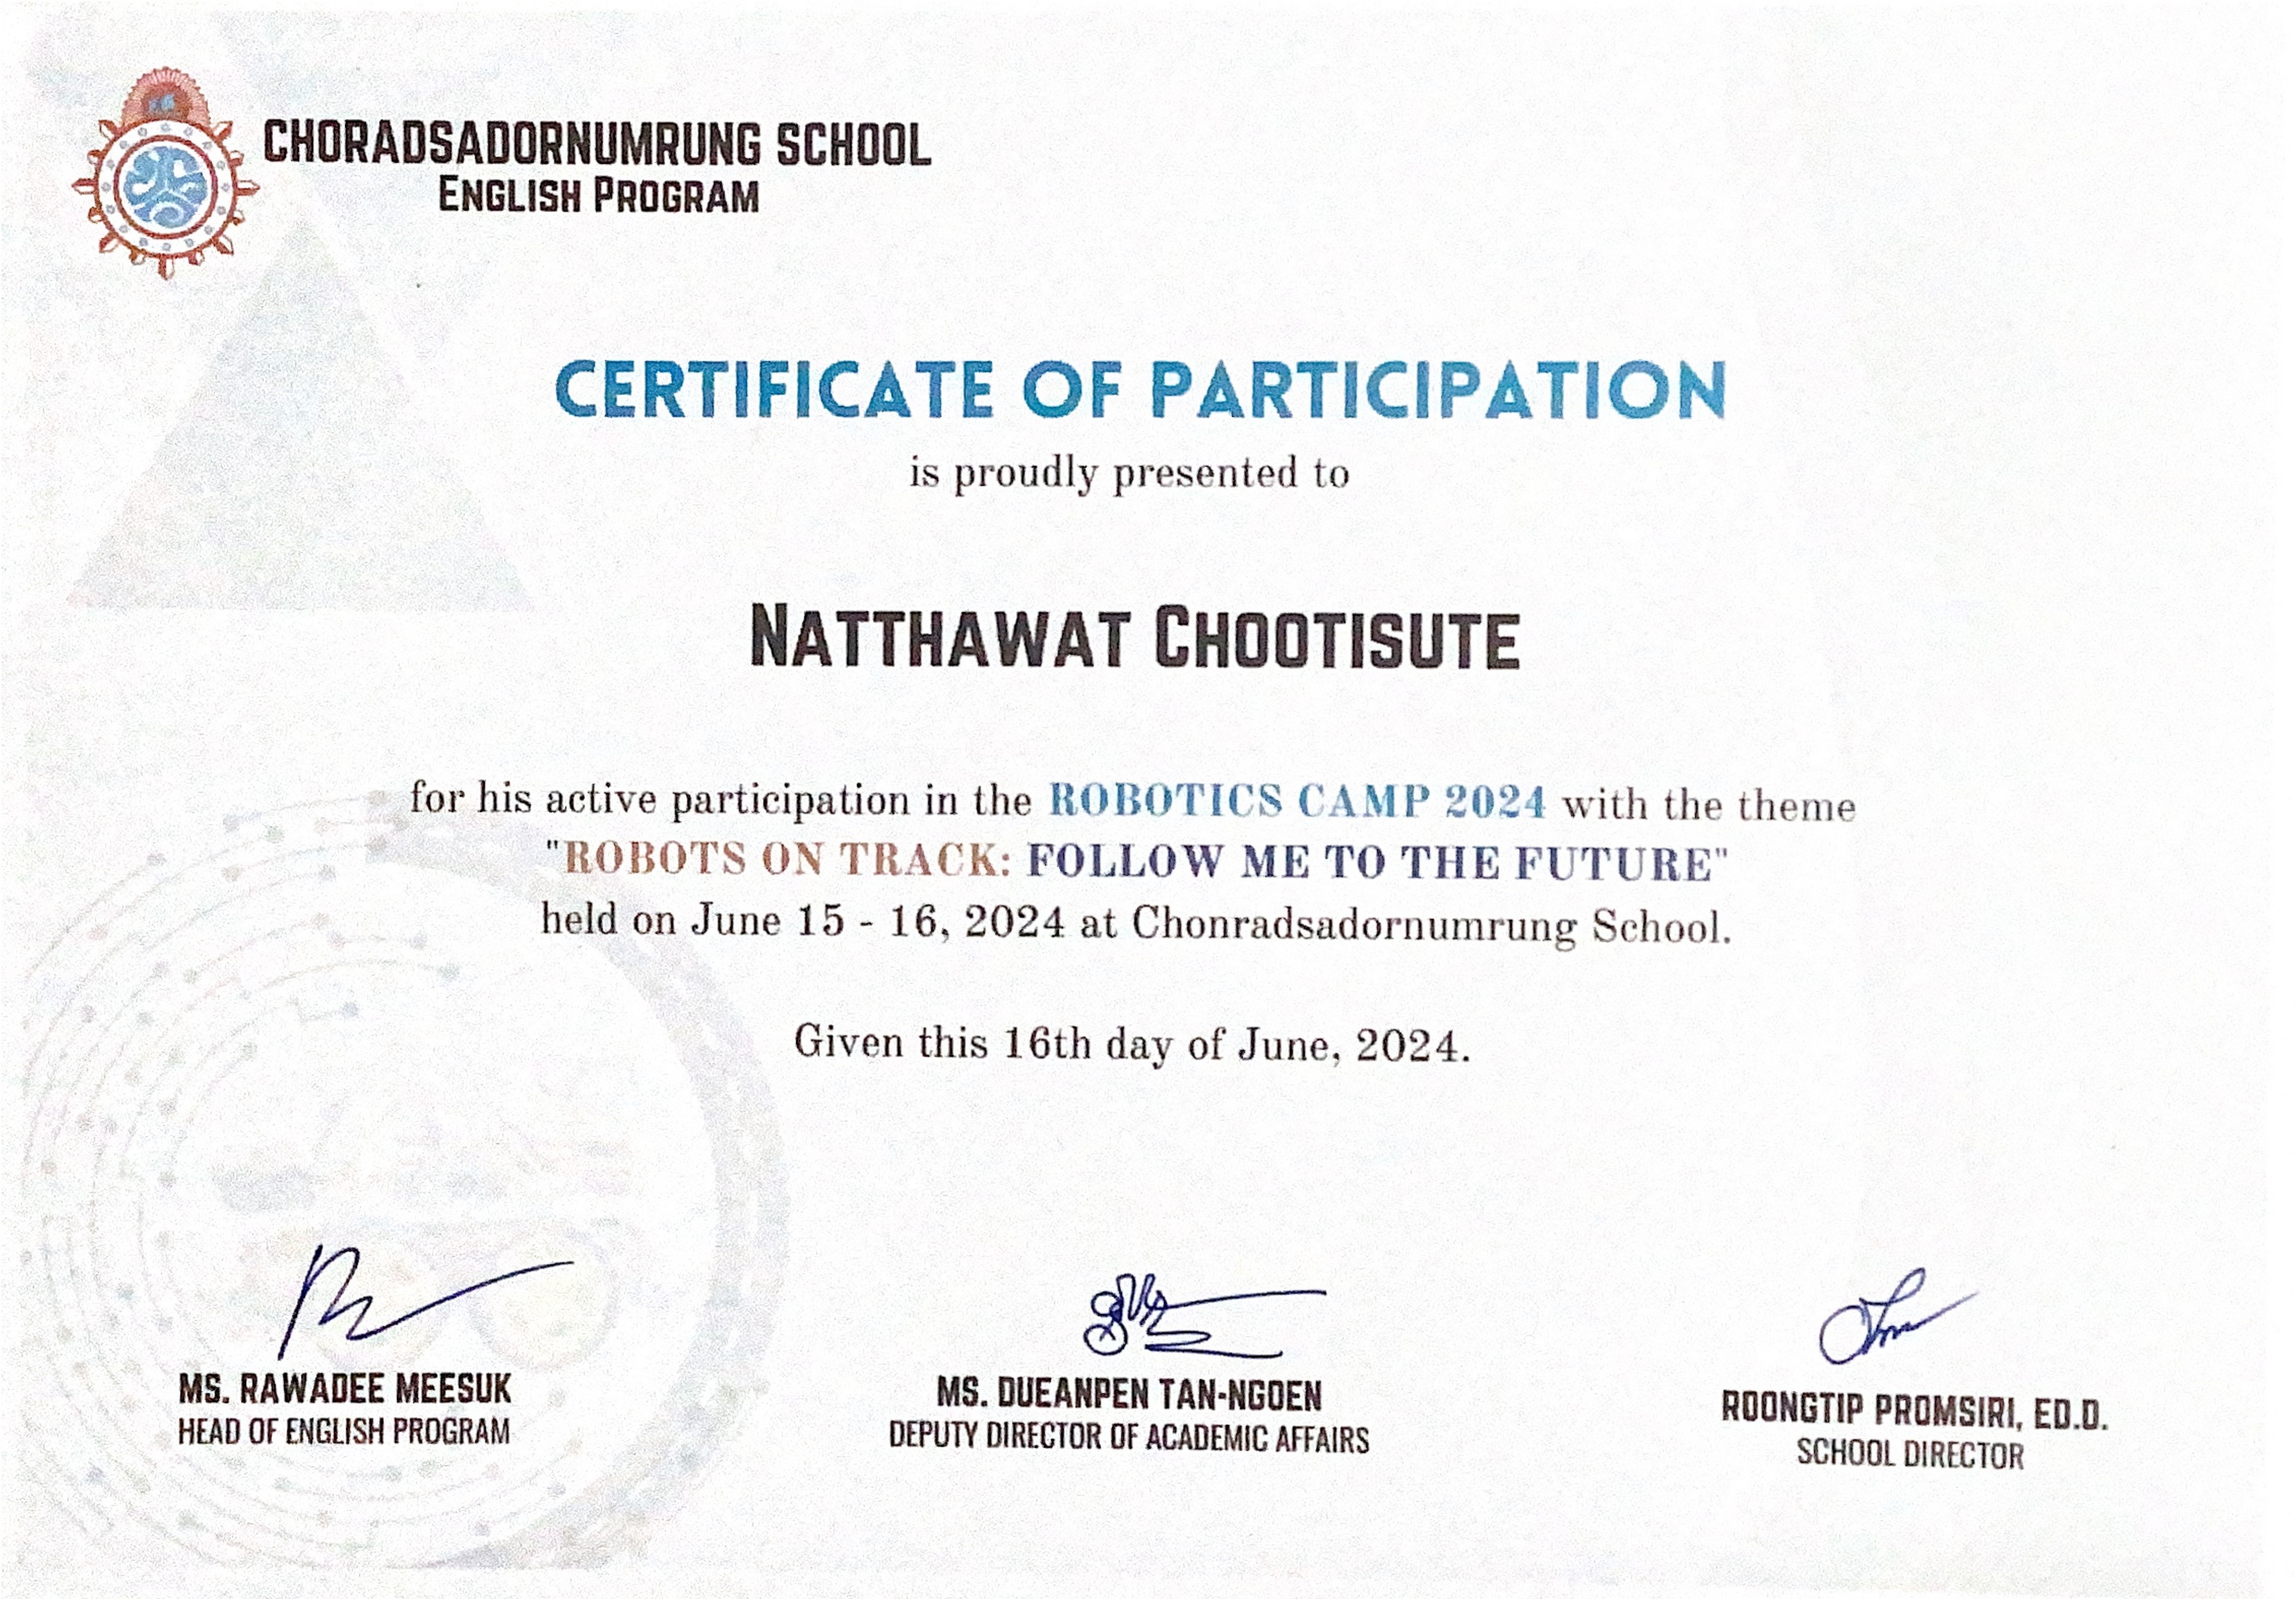 CHORADSADORNUMRUNG SCHOOL
ENGLISH PROGRAM
CERTIFICATE OF PARTICIPATION
is proudly presented to
NATTHAWAT CHOOTISUTE
for his active participation in the ROBOTICS CAMP 2024 with the theme
"ROBOTS ON TRACK: FOLLOW ME TO THE FUTURE"
held on June 15 - 16, 2024 at Chonradsadornumrung School.
Given this 16th day of June, 2024.
MS. RAWADEE MEESUK
HEAD OF ENGLISH PROGRAM
MS. DUEANPEN TAN-NGOEN
DEPUTY DIRECTOR OF ACADEMIC AFFAIRS
ROONGTIP PROMSIRI, ED.D.
SCHOOL DIRECTOR